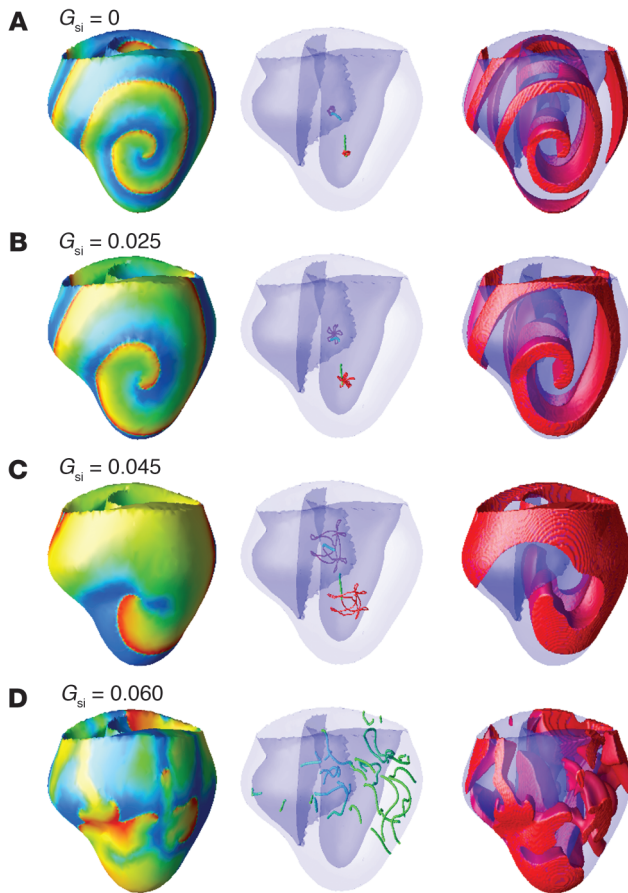 A G si = 0
B G si = 0.025
C G si = 0.045
D G si = 0.060